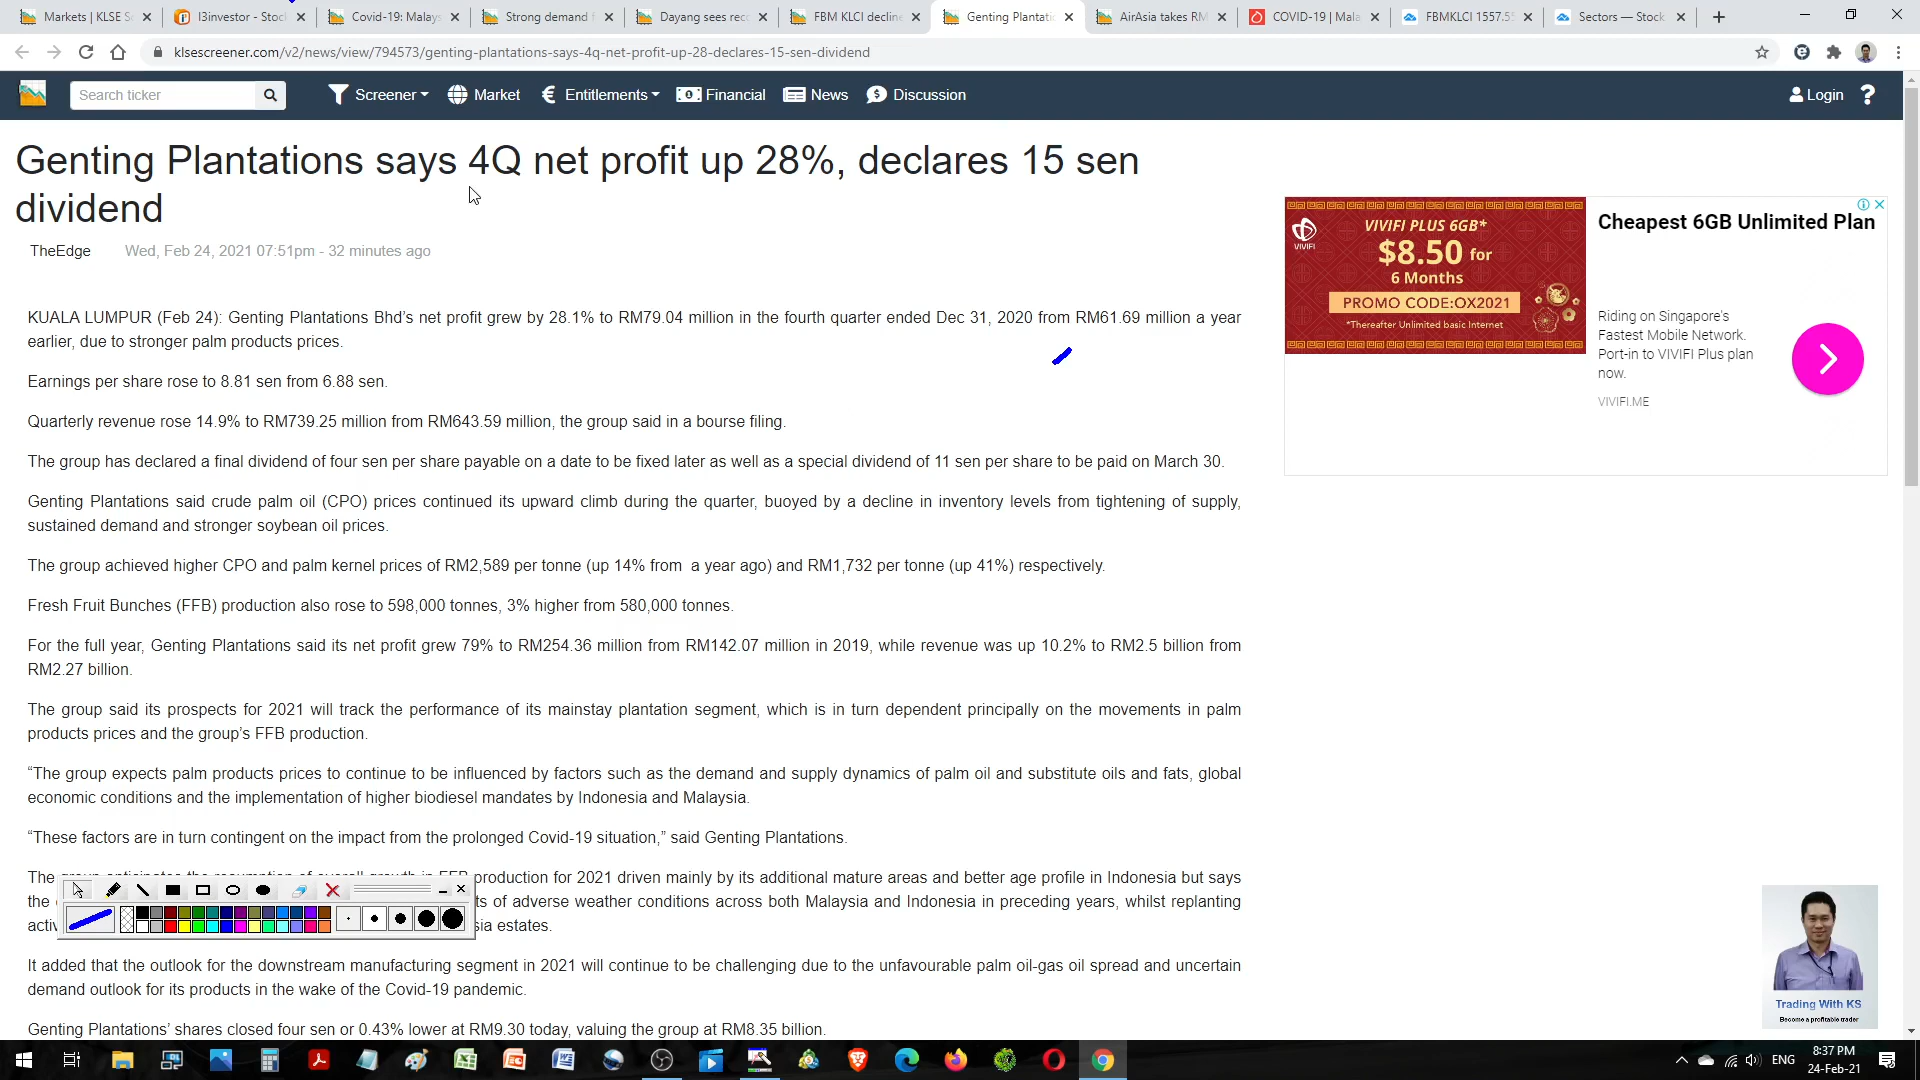 Markets | KLSE S
I3investor - Stoc
Covid-19: Malays
Strong demand f
Dayang sees rec
FBM KLCI decline
Genting Plantatio
AirAsia takes RM
COVID-19 | Mala
FBMKLCI 1557.5
Sectors — Stock
klsescreener.com/v2/news/view/794573/genting-plantations-says-4q-net-profit-up-28-declares-15-sen-dividend
Search ticker
Screener
Market
Entitlements
Financial
News
Discussion
Login
Genting Plantations says 4Q net profit up 28%, declares 15 sen
dividend
TheEdge Wed, Feb 24, 2021 07:51pm - 32 minutes ago
KUALA LUMPUR (Feb 24): Genting Plantations Bhd's net profit grew by 28.1% to RM79.04 million in the fourth quarter ended Dec 31, 2020 from RM61.69 million a year
earlier, due to stronger palm products prices.
Earnings per share rose to 8.81 sen from 6.88 sen.
Quarterly revenue rose 14.9% to RM739.25 million from RM643.59 million, the group said in a bourse filing.
The group has declared a final dividend of four sen per share payable on a date to be fixed later as well as a special dividend of 11 sen per share to be paid on March 30.
Genting Plantations said crude palm oil (CPO) prices continued its upward climb during the quarter, buoyed by a decline in inventory levels from tightening of supply,
sustained demand and stronger soybean oil prices.
The group achieved higher CPO and palm kernel prices of RM2,589 per tonne (up 14% from a year ago) and RM1,732 per tonne (up 41%) respectively.
Fresh Fruit Bunches (FFB) production also rose to 598,000 tonnes, 3% higher from 580,000 tonnes.
For the full year, Genting Plantations said its net profit grew 79% to RM254.36 million from RM142.07 million in 2019, while revenue was up 10.2% to RM2.5 billion from
RM2.27 billion.
The group said its prospects for 2021 will track the performance of its mainstay plantation segment, which is in turn dependent principally on the movements in palm
products prices and the group's FFB production.
“The group expects palm products prices to continue to be influenced by factors such as the demand and supply dynamics of palm oil and substitute oils and fats, global
economic conditions and the implementation of higher biodiesel mandates by Indonesia and Malaysia.
“These factors are in turn contingent on the impact from the prolonged Covid-19 situation,” said Genting Plantations.
The production for 2021 driven mainly by its additional mature areas and better age profile in Indonesia but says
the ts of adverse weather conditions across both Malaysia and Indonesia in preceding years, whilst replanting
activ sia estates.
It added that the outlook for the downstream manufacturing segment in 2021 will continue to be challenging due to the unfavourable palm oil-gas oil spread and uncertain
demand outlook for its products in the wake of the Covid-19 pandemic.
Genting Plantations' shares closed four sen or 0.43% lower at RM9.30 today, valuing the group at RM8.35 billion.
VIVIFI
VIVIFI PLUS 6GB*
$8.50 for
6 Months
PROMO CODE:OX2021
*Thereafter Unlimited basic Internet
Cheapest 6GB Unlimited Plan
Riding on Singapore's
Fastest Mobile Network.
Port-in to VIVIFI Plus plan
now.
VIVIFI.ME
Trading With KS
Become a profitable trader
ENG
8:37 PM
24-Feb-21